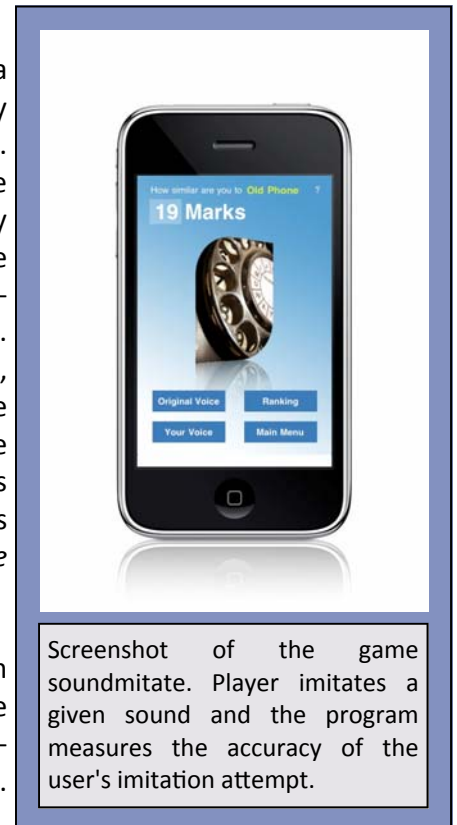 a
y
.
e
y
e
-
.
,
e
e
s
s
e
n
e
-
.
How similar are you to Old Phone ?
19 Marks
Original Voice
Ranking
Your Voice
Main Menu
Screenshot of the game
soundmitate. Player imitates a
given sound and the program
measures the accuracy of the
user's imitation attempt.